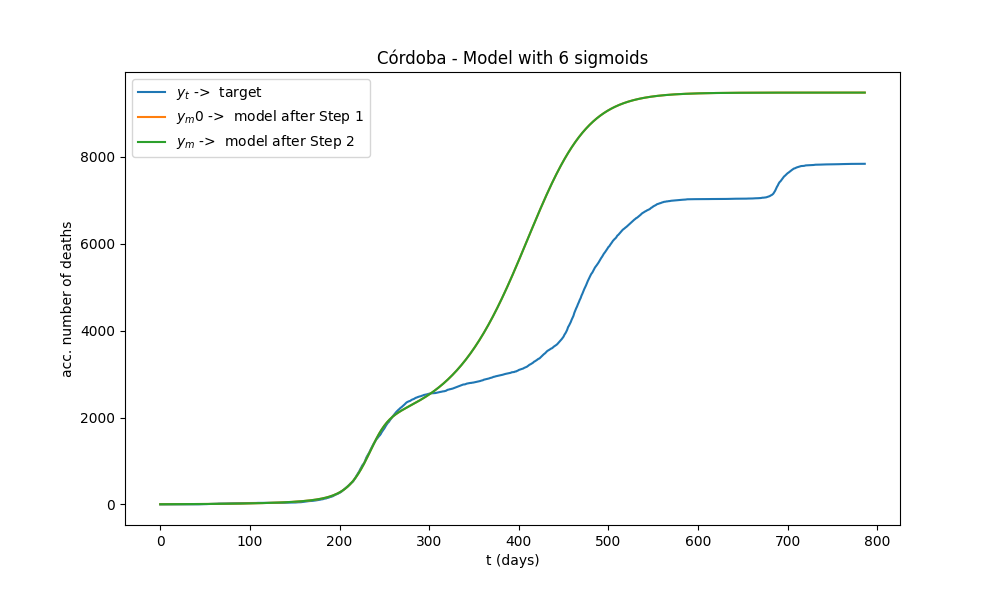 Córdoba - Model with 6 sigmoids
y_t -> target
y_m0 -> model after Step 1
y_m -> model after Step 2
acc. number of deaths
8000
6000
4000
2000
0
0 100 200 300 400 500 600 700 800
t (days)